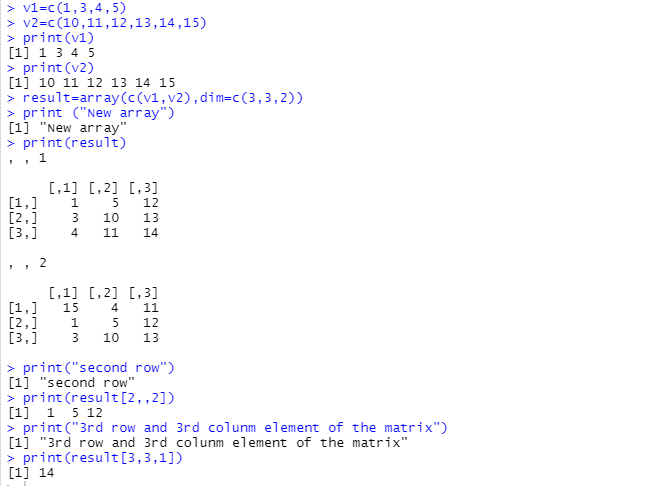 > v1=c(1,3,4,5)
> v2=c(10,11,12,13,14,15)
> print(v1)
[1] 1 3 4 5
> print(v2)
[1] 10 11 12 13 14 15
> result=array(c(v1,v2),dim=c(3,3,2))
> print ("New array")
[1] "New array"
> print(result)
, , 1

     [,1] [,2] [,3]
[1,]    1    5   12
[2,]    3   10   13
[3,]    4   11   14

, , 2

     [,1] [,2] [,3]
[1,]   15    4   11
[2,]    1    5   12
[3,]    3   10   13

> print("second row")
[1] "second row"
> print(result[2,,2])
[1]  1  5 12
> print("3rd row and 3rd colunm element of the matrix")
[1] "3rd row and 3rd colunm element of the matrix"
> print(result[3,3,1])
[1] 14
>